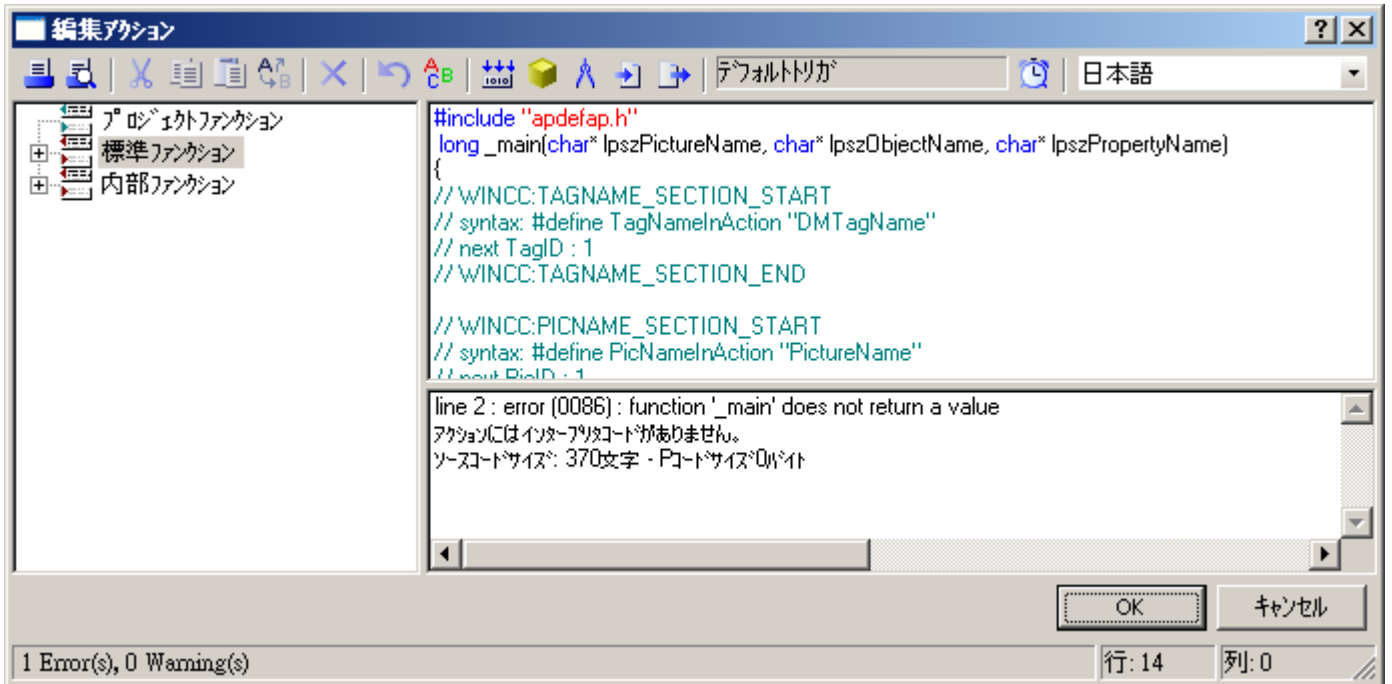 編集ｱｸｼｮﾝ
ﾃﾞﾌｫﾙﾄﾄﾘｶﾞ
日本語
ﾌﾟﾛｼﾞｪｸﾄﾌｧﾝｸｼｮﾝ
標準ﾌｧﾝｸｼｮﾝ
内部ﾌｧﾝｸｼｮﾝ
#include "apdefap.h"
long _main(char* lpszPictureName, char* lpszObjectName, char* lpszPropertyName)
{
// WINCC:TAGNAME_SECTION_START
// syntax: #define TagNameInAction "DMTagName"
// next TagID : 1
// WINCC:TAGNAME_SECTION_END
// WINCC:PICNAME_SECTION_START
// syntax: #define PicNameInAction "PictureName"
// next PicID : 1
line 2 : error (0086) : function '_main' does not return a value
ｱｸｼｮﾝにはｲﾝﾀｰﾌﾟﾘﾀｺｰﾄﾞがありません。
ｿｰｽｺｰﾄﾞｻｲｽﾞ: 370文字 - Pｺｰﾄﾞｻｲｽﾞ0ﾊﾞｲﾄ
OK
ｷｬﾝｾﾙ
1 Error(s), 0 Warning(s)
行: 14
列: 0